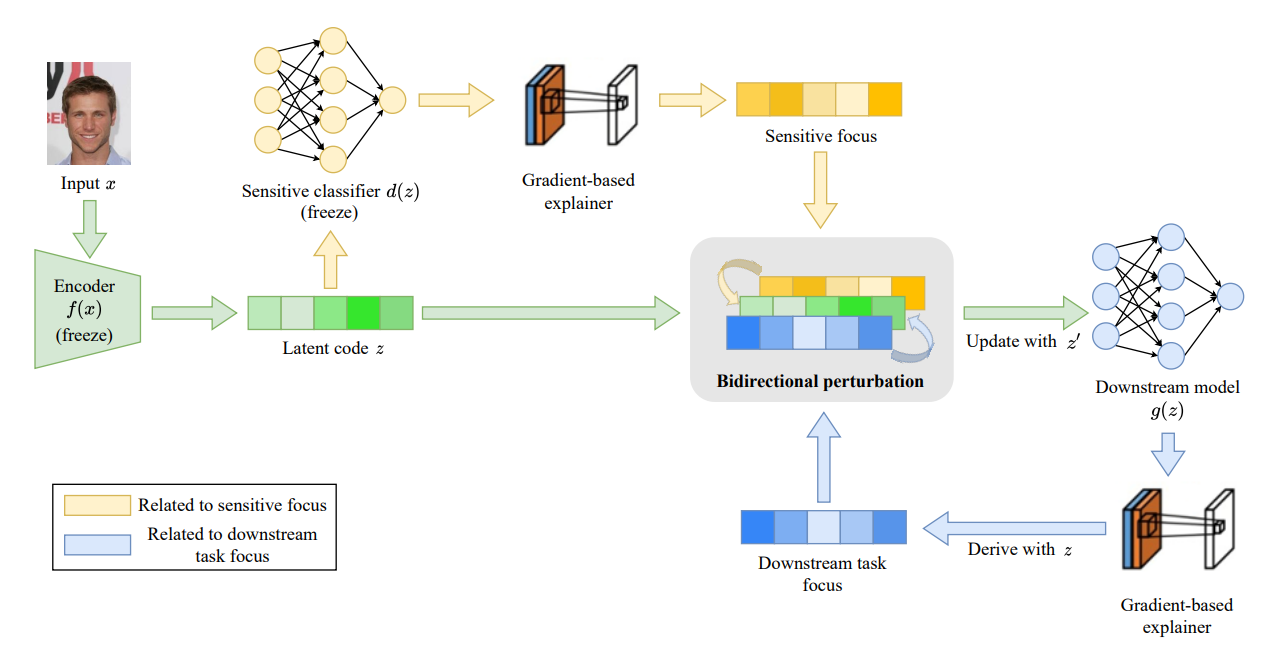 BE
Input x
Encoder
f(x)
(freeze)
Sensitive classifier d(z)
(freeze)
Latent code z
Gradient-based
explainer
Sensitive focus
Bidirectional perturbation
Update with z′
Downstream model
g(z)
Gradient-based
explainer
Derive with z
Downstream task
focus
Related to sensitive focus
Related to downstream
task focus